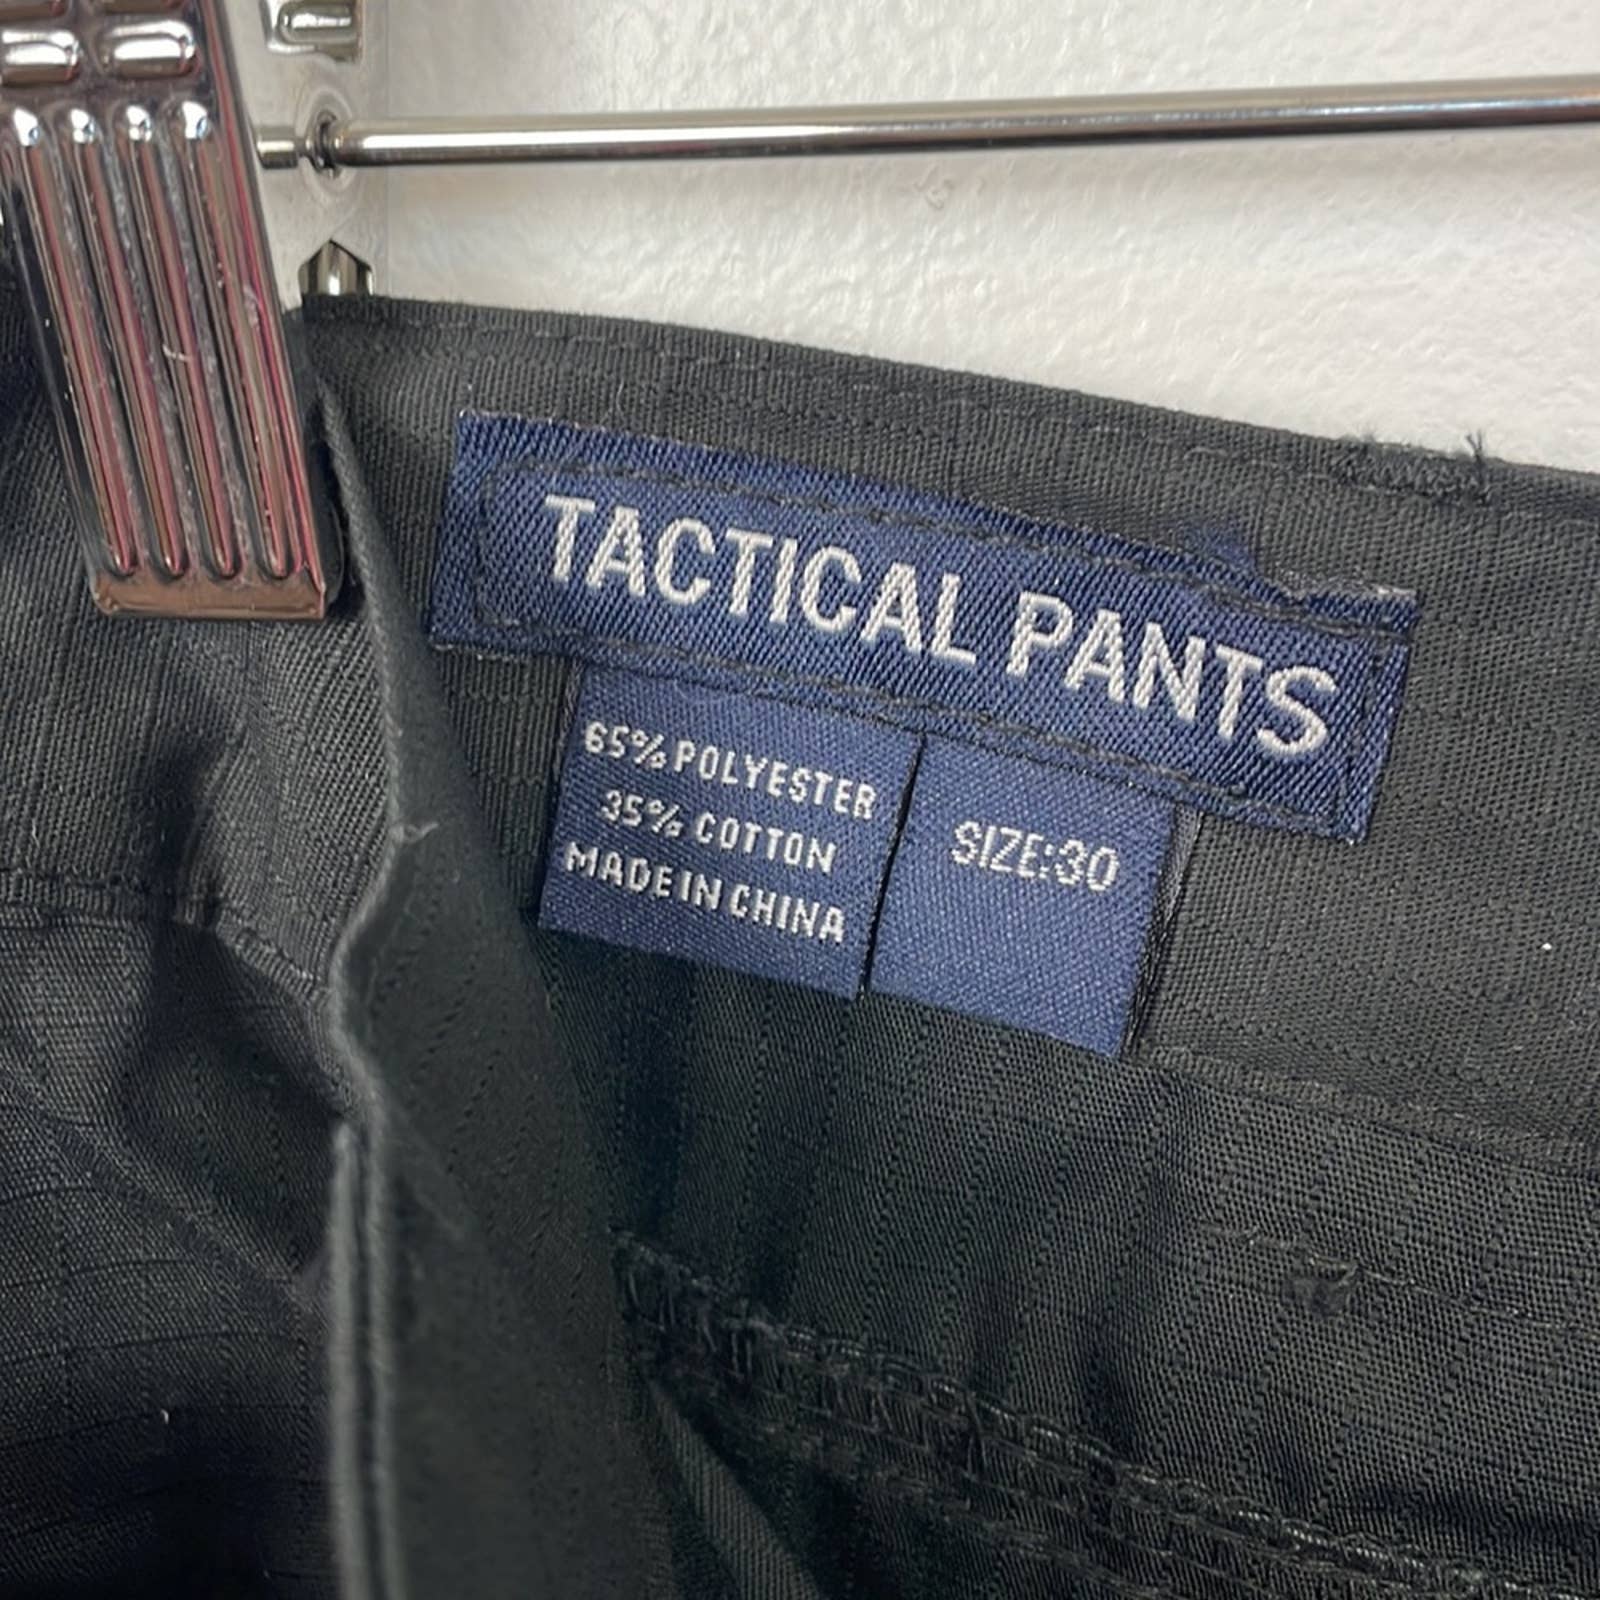 TACTICAL PANTS
65% POLYESTER
35% COTTON
MADE IN CHINA
SIZE:30